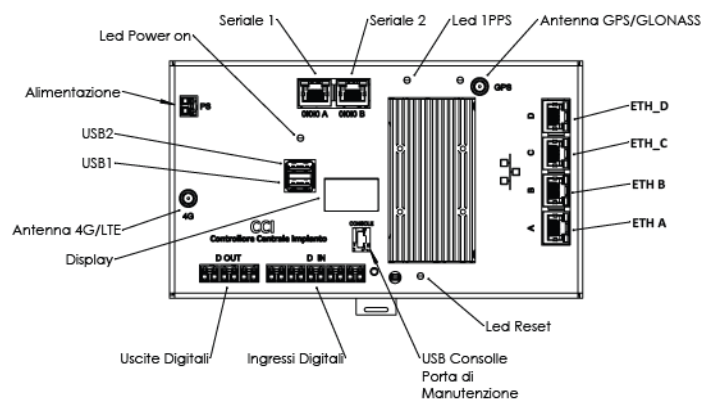 Seriale 1
Seriale 2
Led 1PPS
Antenna GPS/GLONASS
Led Power on
Alimentazione
PS
GPS
0I0I0 A
0I0I0 B
D
ETH_D
USB2
C
ETH_C
USB1
B
ETH B
4G
A
ETH A
Antenna 4G/LTE
CCI
Controllore Centrale Impianto
CONSOLE
Display
D OUT
D IN
Led Reset
Uscite Digitali
Ingressi Digitali
USB Consolle
Porta di
Manutenzione